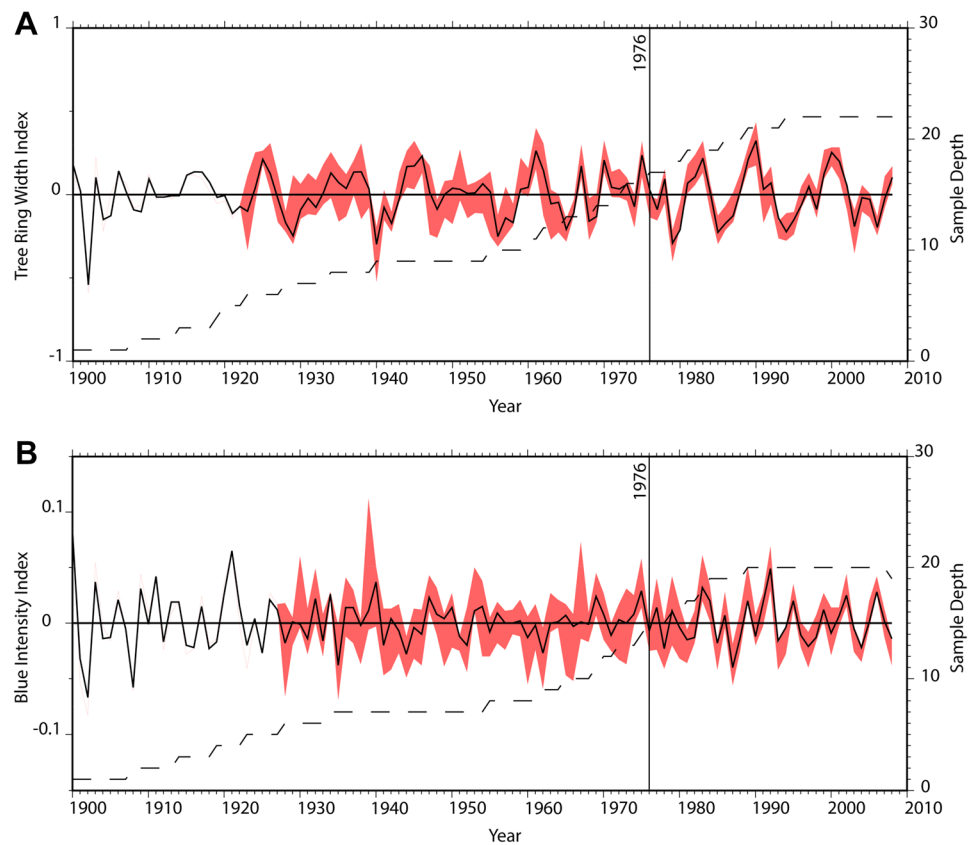 A
1
0
-1
Tree Ring Width Index
1976
30
20
10
0
Sample Depth
1900 1910 1920 1930 1940 1950 1960 1970 1980 1990 2000 2010
Year
B
0.1
0
-0.1
Blue Intensity Index
1976
30
20
10
0
Sample Depth
1900 1910 1920 1930 1940 1950 1960 1970 1980 1990 2000 2010
Year